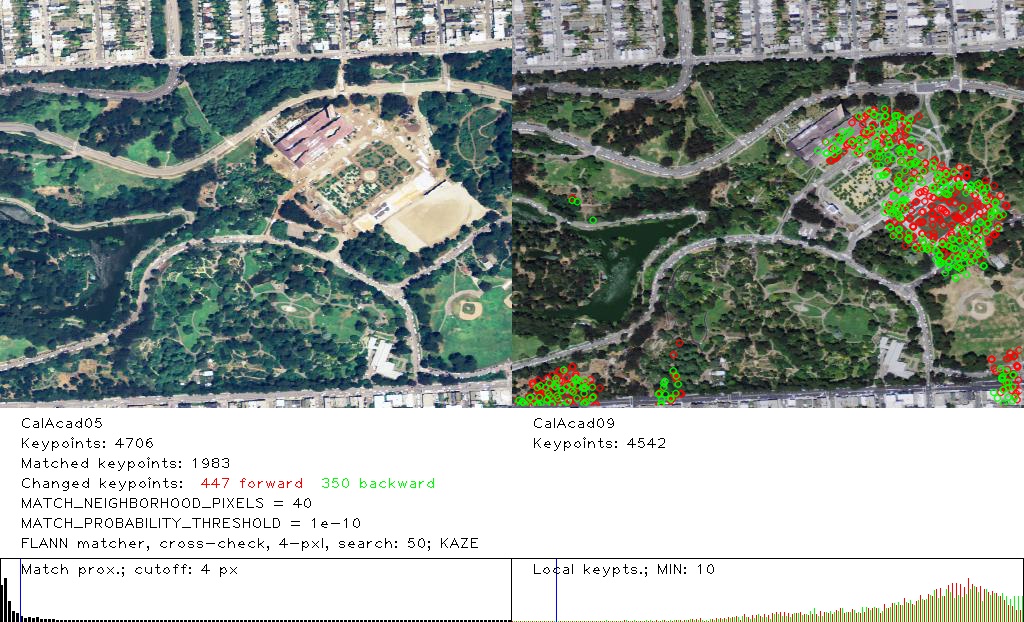 CalAcad05
Keypoints: 4706
Matched keypoints: 1983
Changed keypoints: 447 forward 350 backward
MATCH_NEIGHBORHOOD_PIXELS = 40
MATCH_PROBABILITY_THRESHOLD = 1e-10
FLANN matcher, cross-check, 4-pxl, search: 50; KAZE
CalAcad09
Keypoints: 4542
Match prox.; cutoff: 4 px
Local keypts.; MIN: 10